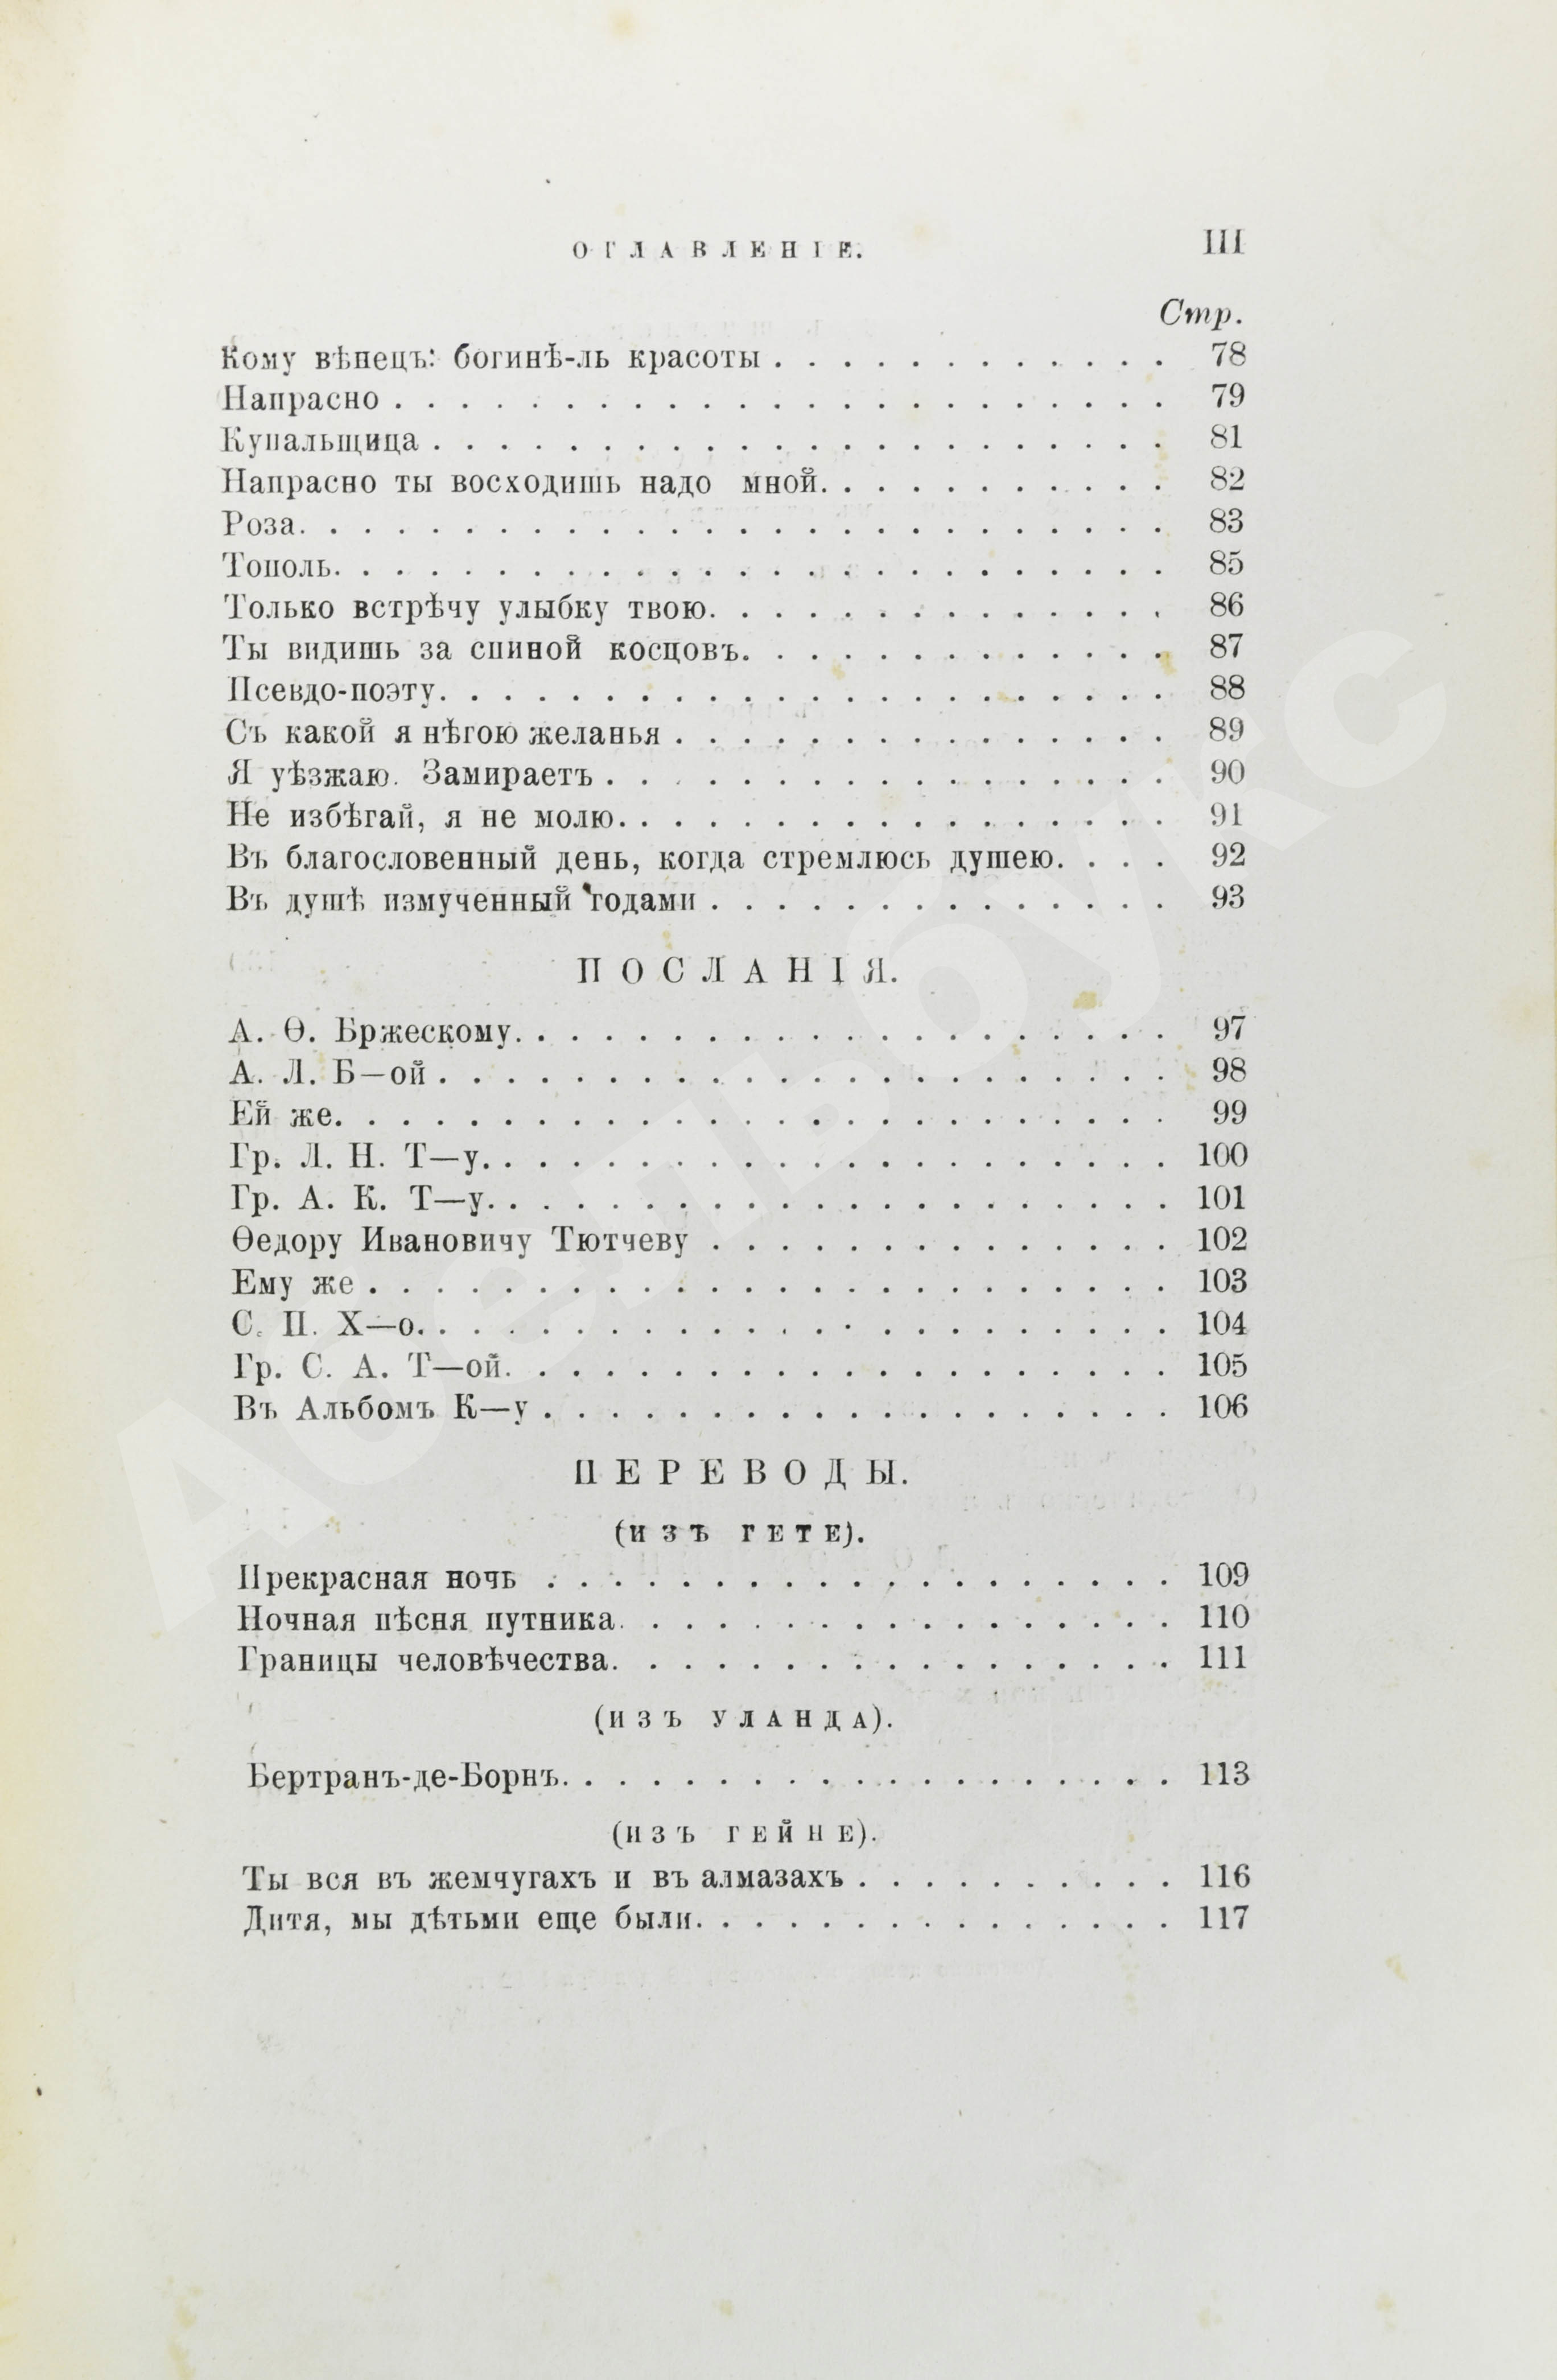 ОГЛАВЛЕНІЕ. III
Стр.
Кому вѣнецъ: богинѣ-ль красоты . . . . . . . . . . . . 78
Напрасно . . . . . . . . . . . . . . . . . . . . . . . 79
Купальщица . . . . . . . . . . . . . . . . . . . . . . 81
Напрасно ты восходишь надо мной. . . . . . . . . . . 82
Роза. . . . . . . . . . . . . . . . . . . . . . . . . . 83
Тополь. . . . . . . . . . . . . . . . . . . . . . . . . 85
Только встрѣчу улыбку твою. . . . . . . . . . . . . . 86
Ты видишь за спиной косцовъ. . . . . . . . . . . . . 87
Псевдо-поэту. . . . . . . . . . . . . . . . . . . . . . 88
Съ какой я нѣгою желанья . . . . . . . . . . . . . . . 89
Я уѣзжаю. Замираетъ . . . . . . . . . . . . . . . . . 90
Не избѣгай, я не молю. . . . . . . . . . . . . . . . . 91
Въ благословенный день, когда стремлюсь душею. . . . 92
Въ душѣ измученный годами . . . . . . . . . . . . . . 93
ПОСЛАНІЯ.
А. Ѳ. Бржескому. . . . . . . . . . . . . . . . . . . . 97
А. Л. Б—ой . . . . . . . . . . . . . . . . . . . . . . 98
Ей же. . . . . . . . . . . . . . . . . . . . . . . . . 99
Гр. Л. Н. Т—у. . . . . . . . . . . . . . . . . . . . . 100
Гр. А. К. Т—у. . . . . . . . . . . . . . . . . . . . . 101
Ѳедору Ивановичу Тютчеву . . . . . . . . . . . . . . 102
Ему же . . . . . . . . . . . . . . . . . . . . . . . . 103
С. П. Х—о. . . . . . . . . . . . . . . . . . . . . . . 104
Гр. С. А. Т—ой. . . . . . . . . . . . . . . . . . . . 105
Въ Альбомъ К—у . . . . . . . . . . . . . . . . . . . 106
ПЕРЕВОДЫ.
(изъ ГЕТЕ).
Прекрасная ночь . . . . . . . . . . . . . . . . . . . 109
Ночная пѣсня путника. . . . . . . . . . . . . . . . . 110
Границы человѣчества. . . . . . . . . . . . . . . . . 111
(изъ УЛАНДА).
Бертранъ-де-Борнъ. . . . . . . . . . . . . . . . . . . 113
(изъ ГЕЙНЕ).
Ты вся въ жемчугахъ и въ алмазахъ . . . . . . . . . . 116
Дитя, мы дѣтьми еще были. . . . . . . . . . . . . . . 117
Асельбукс